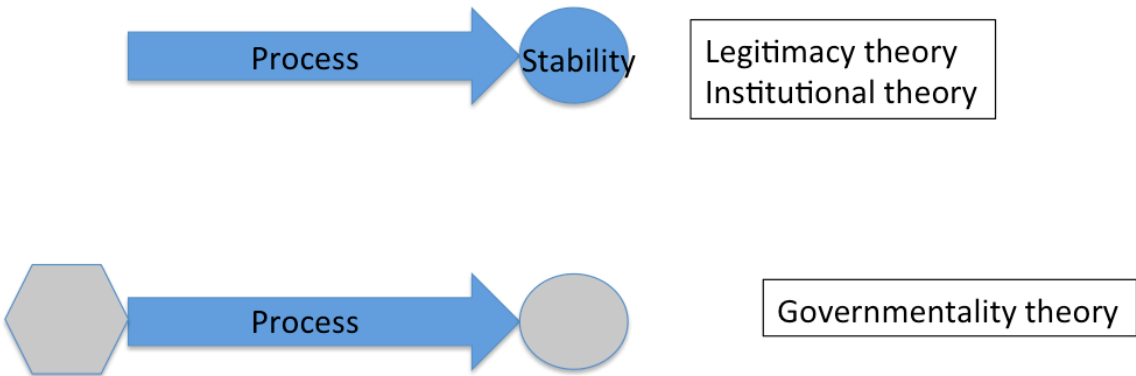 Process
Stability
Legitimacy theory
Institutional theory
Process
Governmentality theory